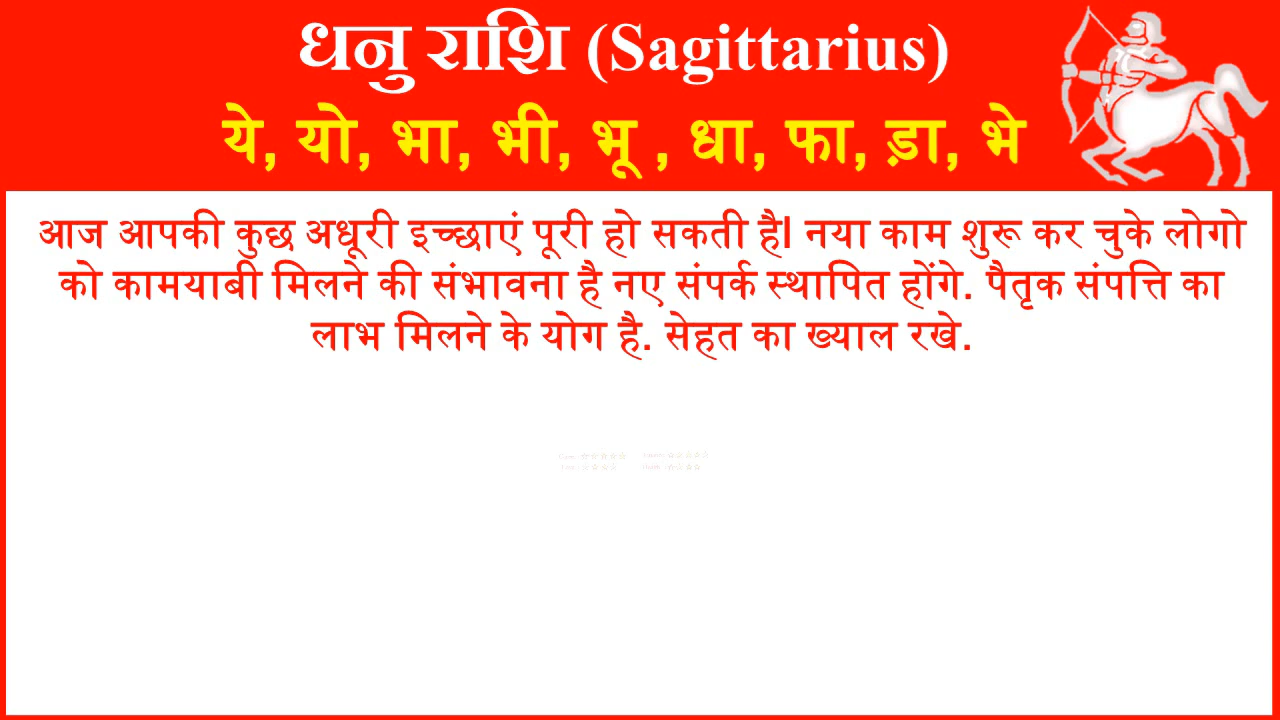 धनु राशि (Sagittarius)
ये, यो, भा, भी, भू , धा, फा, ड़ा, भे
आज आपकी कुछ अधूरी इच्छाएं पूरी हो सकती है। नया काम शुरू कर चुके लोगो
को कामयाबी मिलने की संभावना है नए संपर्क स्थापित होंगे. पैतृक संपत्ति का
लाभ मिलने के योग है. सेहत का ख्याल रखे.